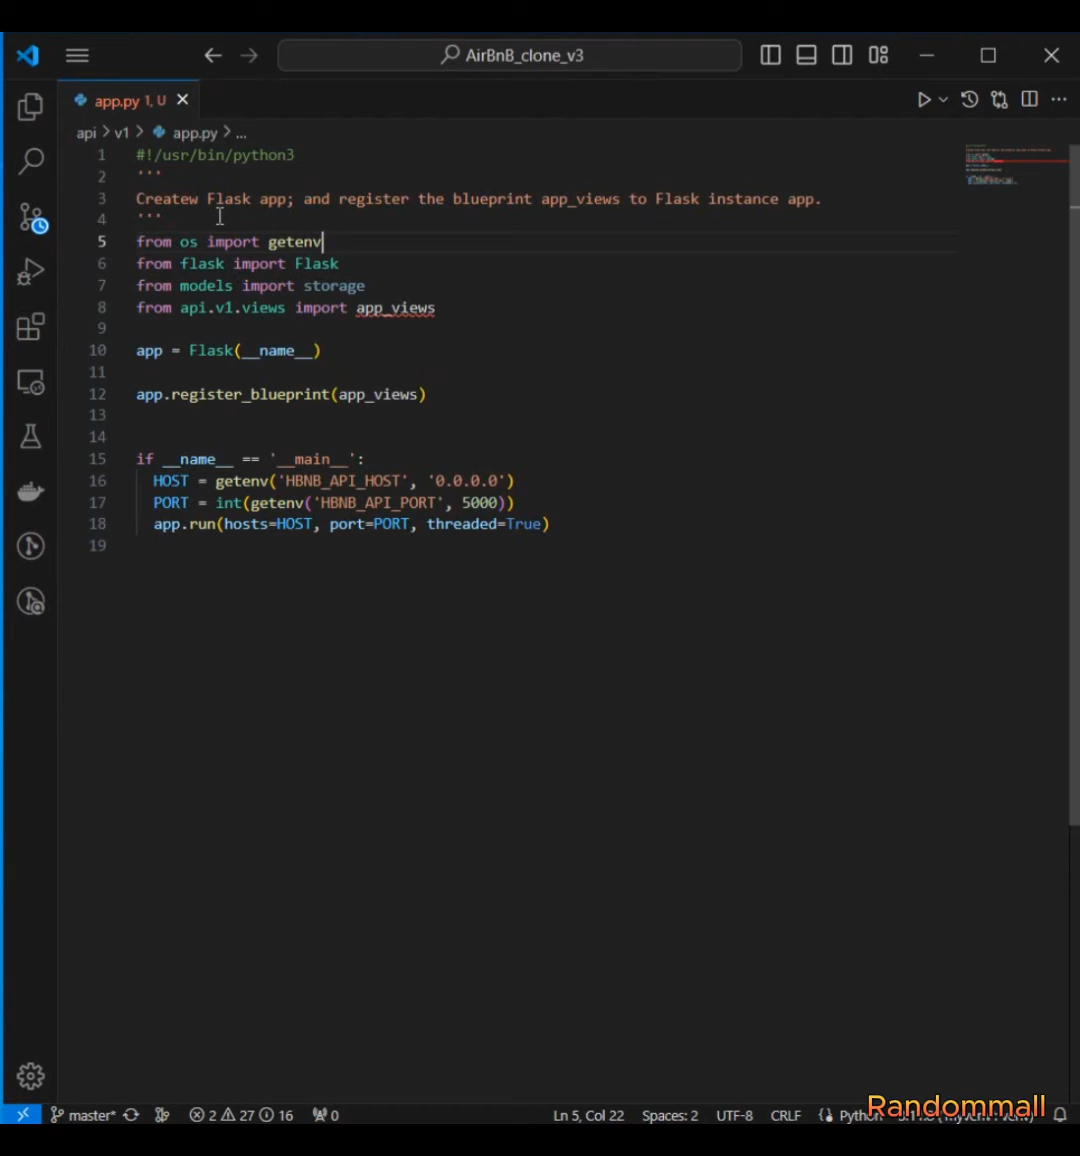 AirBnB_clone_v3
app.py 1, U
api > v1 > app.py > ...
1 #!/usr/bin/python3
2 '''
3 Createw Flask app; and register the blueprint app_views to Flask instance app.
4 '''
5 from os import getenv
6 from flask import Flask
7 from models import storage
8 from api.v1.views import app_views
9
10 app = Flask(__name__)
11
12 app.register_blueprint(app_views)
13
14
15 if __name__ == '__main__':
16 HOST = getenv('HBNB_API_HOST', '0.0.0.0')
17 PORT = int(getenv('HBNB_API_PORT', 5000))
18 app.run(hosts=HOST, port=PORT, threaded=True)
19
master* 2 27 16 0 Ln 5, Col 22 Spaces: 2 UTF-8 CRLF Python
Randommall